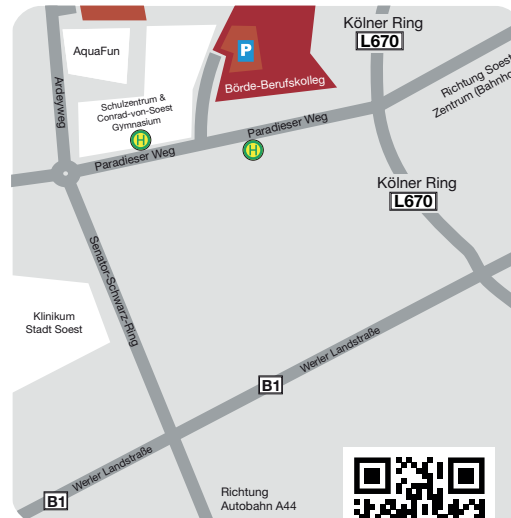 Kölner Ring
L670
AquaFun
P
Ardeyweg
Börde-Berufskolleg
Richtung Soest
Zentrum (Bahnho
Schulzentrum &
Conrad-von-Soest
Gymnasium
H
Paradieser Weg
H
Paradieser Weg
Kölner Ring
L670
Senator-Schwarz-Ring
Klinikum
Stadt Soest
Werler Landstraße
B1
Werler Landstraße
B1
Richtung
Autobahn A44